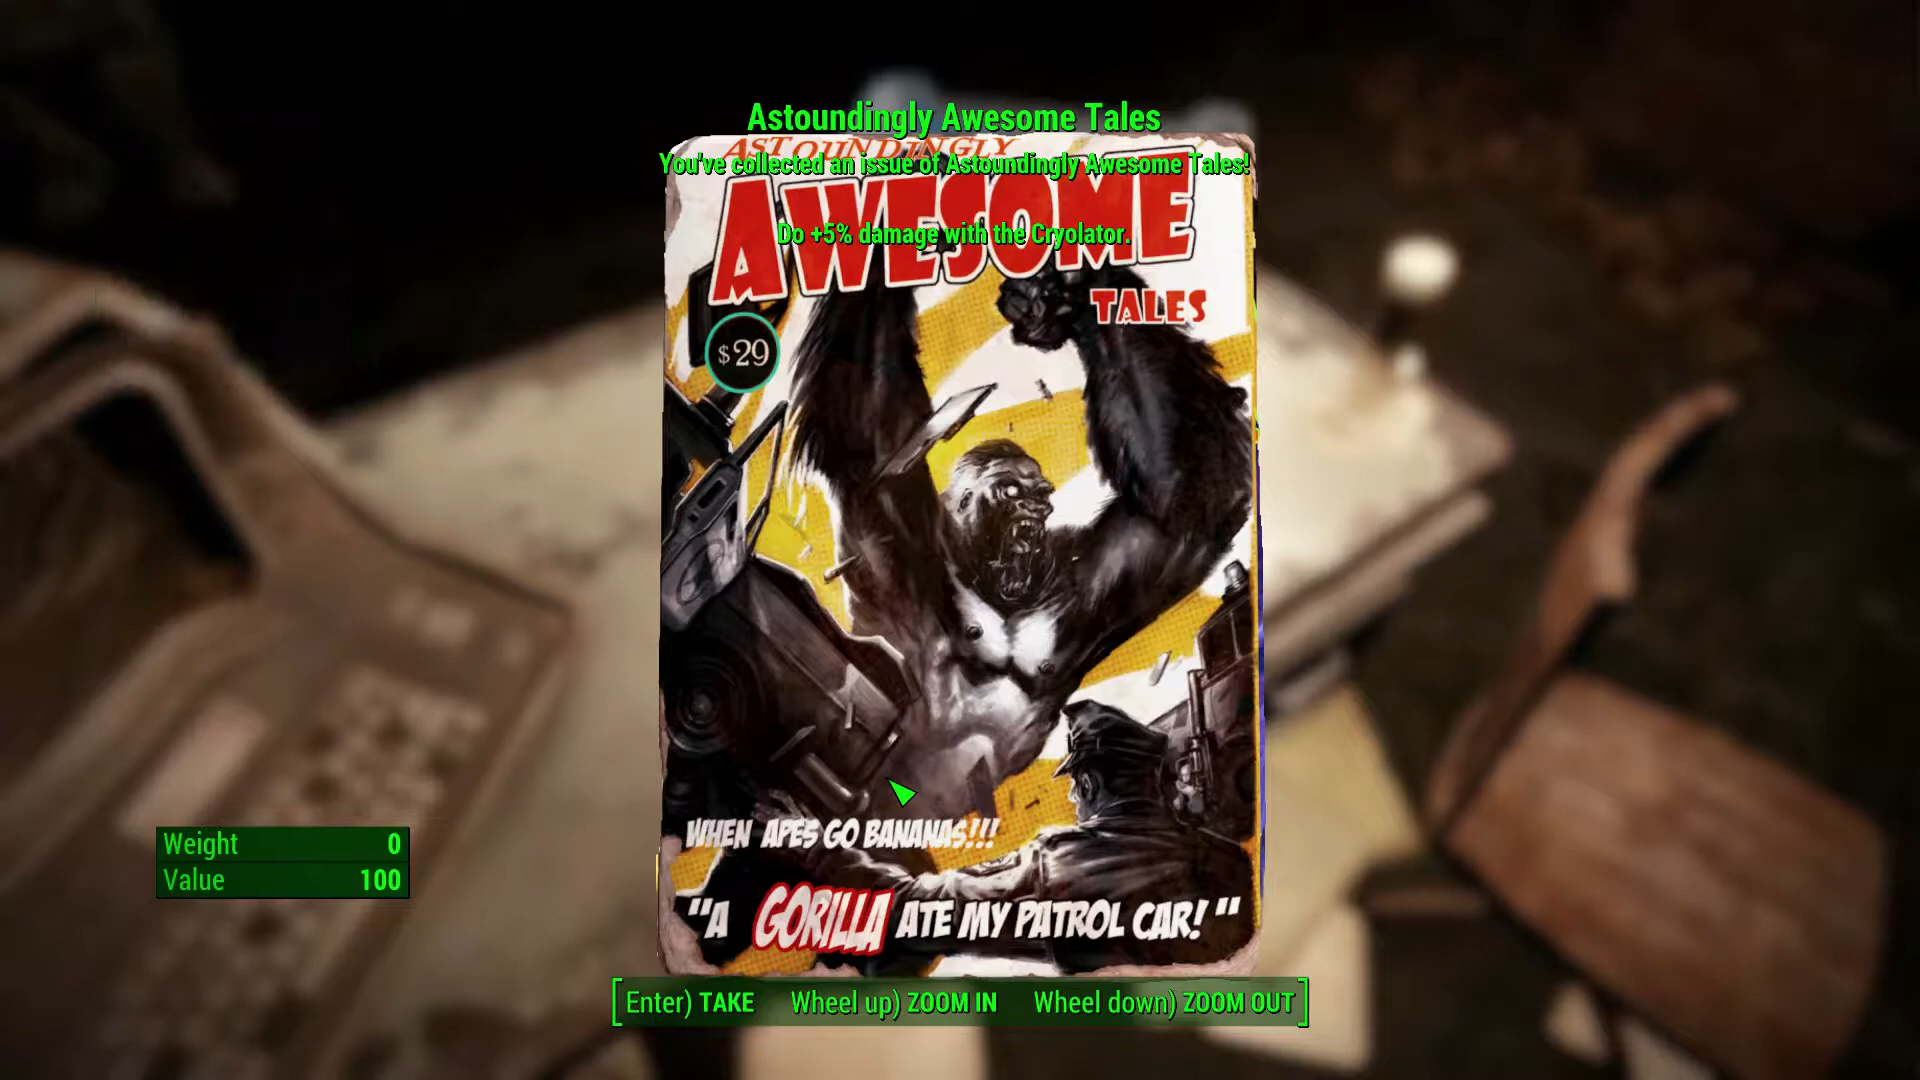 Astoundingly Awesome Tales
ASTOUNDINGLY
You've collected an issue of Astoundingly Awesome Tales!
AWESOME
Do +5% damage with the Cryolator.
TALES
$29
WHEN APES GO BANANAS!!!
Weight 0
Value 100
"A GORILLA ATE MY PATROL CAR!"
[Enter) TAKE Wheel up) ZOOM IN Wheel down) ZOOM OUT]